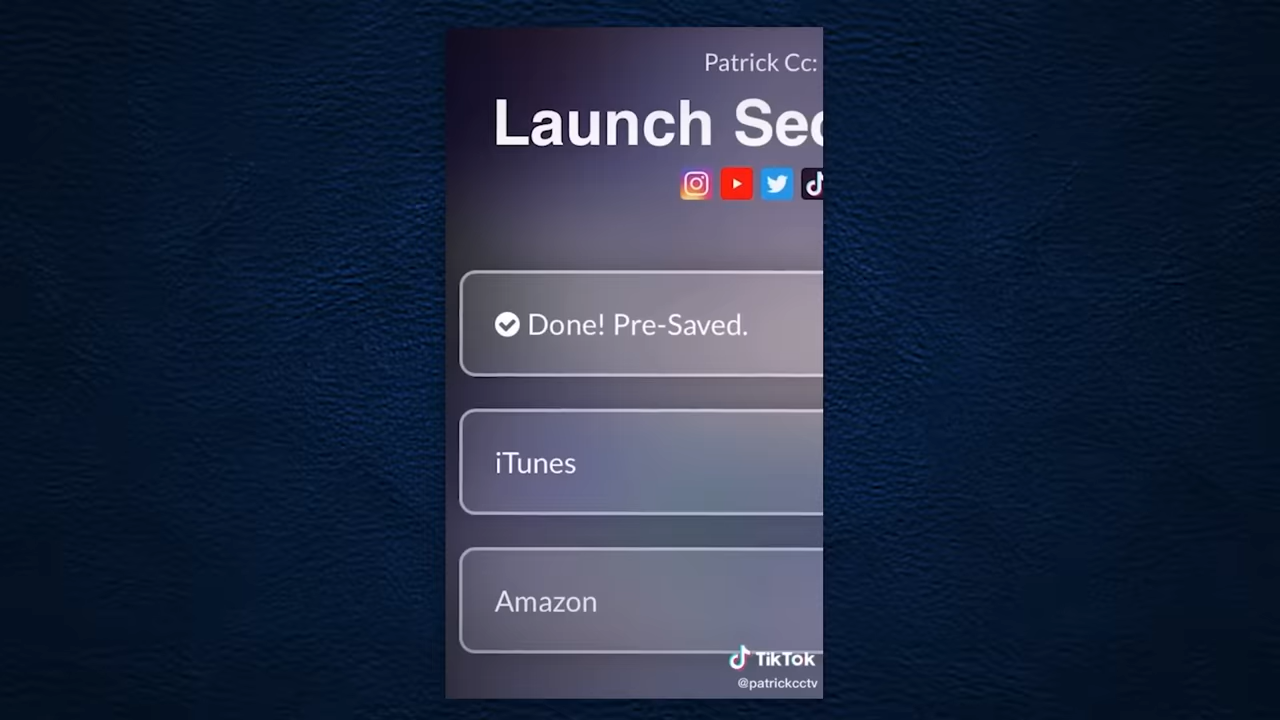 Patrick Cc:
Launch Sec
Done! Pre-Saved.
iTunes
Amazon
TikTok
@patrickcctv